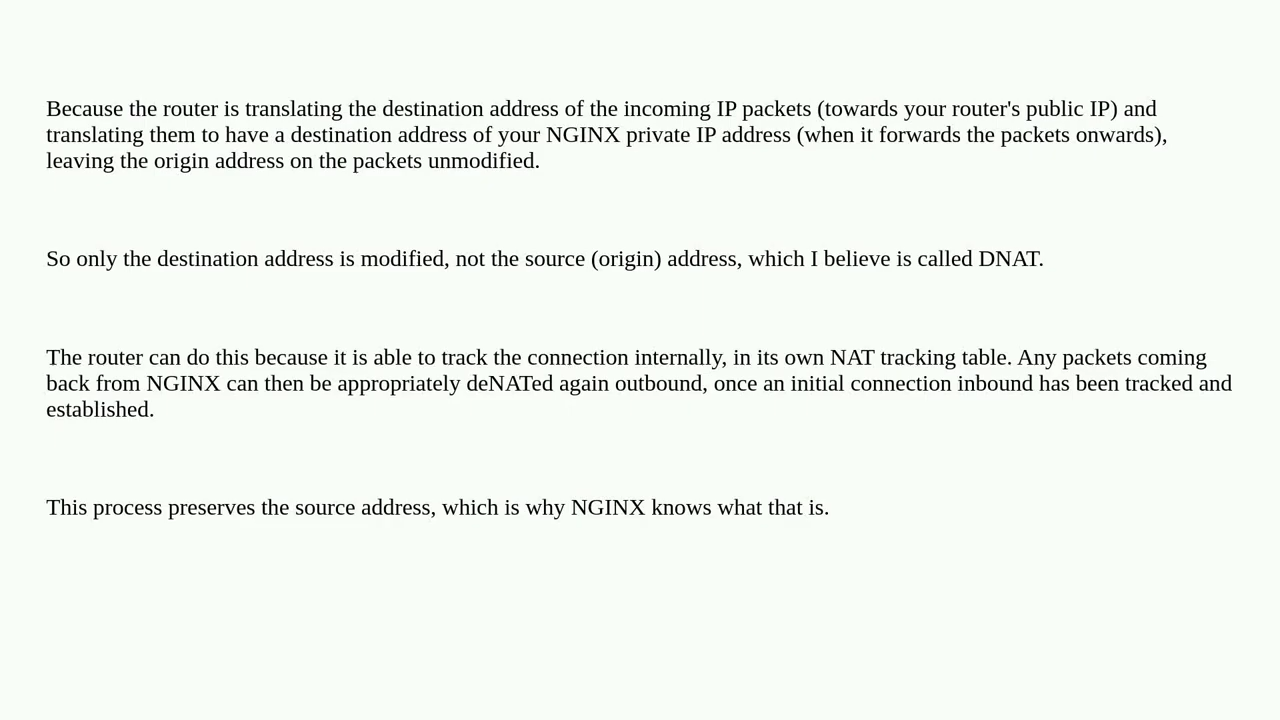 Because the router is translating the destination address of the incoming IP packets (towards your router's public IP) and
translating them to have a destination address of your NGINX private IP address (when it forwards the packets onwards),
leaving the origin address on the packets unmodified.
So only the destination address is modified, not the source (origin) address, which I believe is called DNAT.
The router can do this because it is able to track the connection internally, in its own NAT tracking table. Any packets coming
back from NGINX can then be appropriately deNATed again outbound, once an initial connection inbound has been tracked and
established.
This process preserves the source address, which is why NGINX knows what that is.